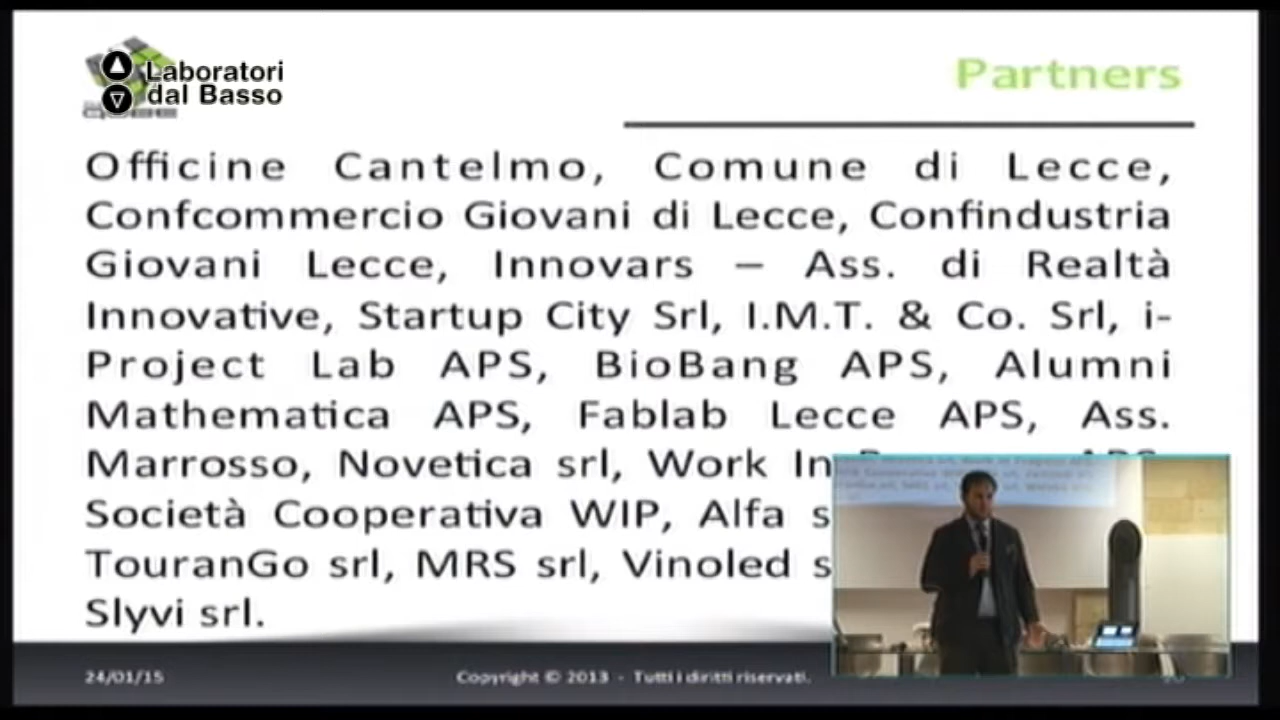 Laboratori
dal Basso
Partners
Officine Cantelmo, Comune di Lecce,
Confcommercio Giovani di Lecce, Confindustria
Giovani Lecce, Innovars – Ass. di Realtà
Innovative, Startup City Srl, I.M.T. & Co. Srl, i-
Project Lab APS, BioBang APS, Alumni
Mathematica APS, Fablab Lecce APS, Ass.
Marrosso, Novetica srl, Work In
Società Cooperativa WIP, Alfa s
TouranGo srl, MRS srl, Vinoled s
Slyvi srl.
24/01/15
Copyright © 2013 - Tutti i diritti riservati.